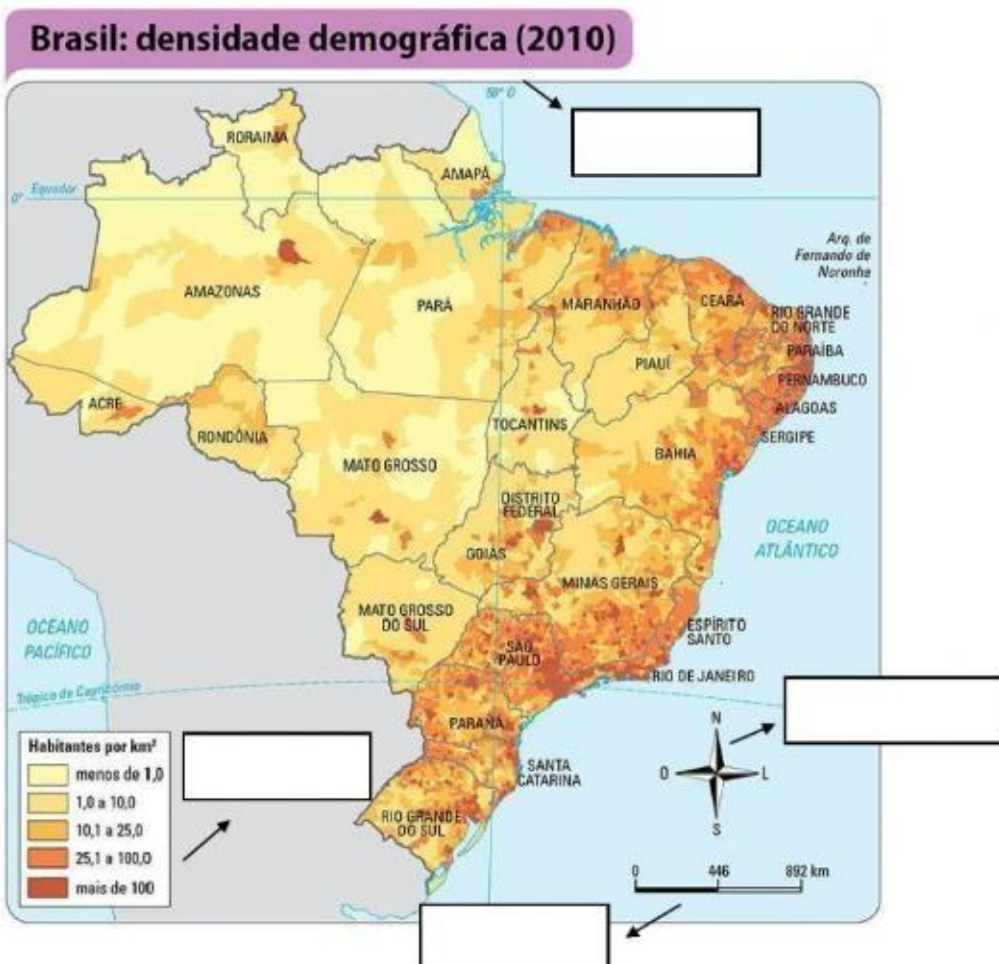 Brasil: densidade demográfica (2010)
50° O
RORAIMA
AMAPÁ
0°
Equador
Arq. de
Fernando de
Noronha
AMAZONAS
PARÁ
MARANHÃO
CEARÁ
RIO GRANDE
DO NORTE
PARAÍBA
PIAUÍ
PERNAMBUCO
ACRE
ALAGOAS
TOCANTINS
SERGIPE
RONDÔNIA
BAHIA
MATO GROSSO
DISTRITO
FEDERAL
OCEANO
ATLÂNTICO
GOIÁS
MINAS GERAIS
MATO GROSSO
DO SUL
ESPÍRITO
SANTO
OCEANO
PACÍFICO
SÃO
PAULO
RIO DE JANEIRO
Trópico de Capricórnio
PARANÁ
N
O
L
S
SANTA
CATARINA
RIO GRANDE
DO SUL
Habitantes por km²
menos de 1,0
1,0 a 10,0
10,1 a 25,0
25,1 a 100,0
mais de 100
0 446 892 km